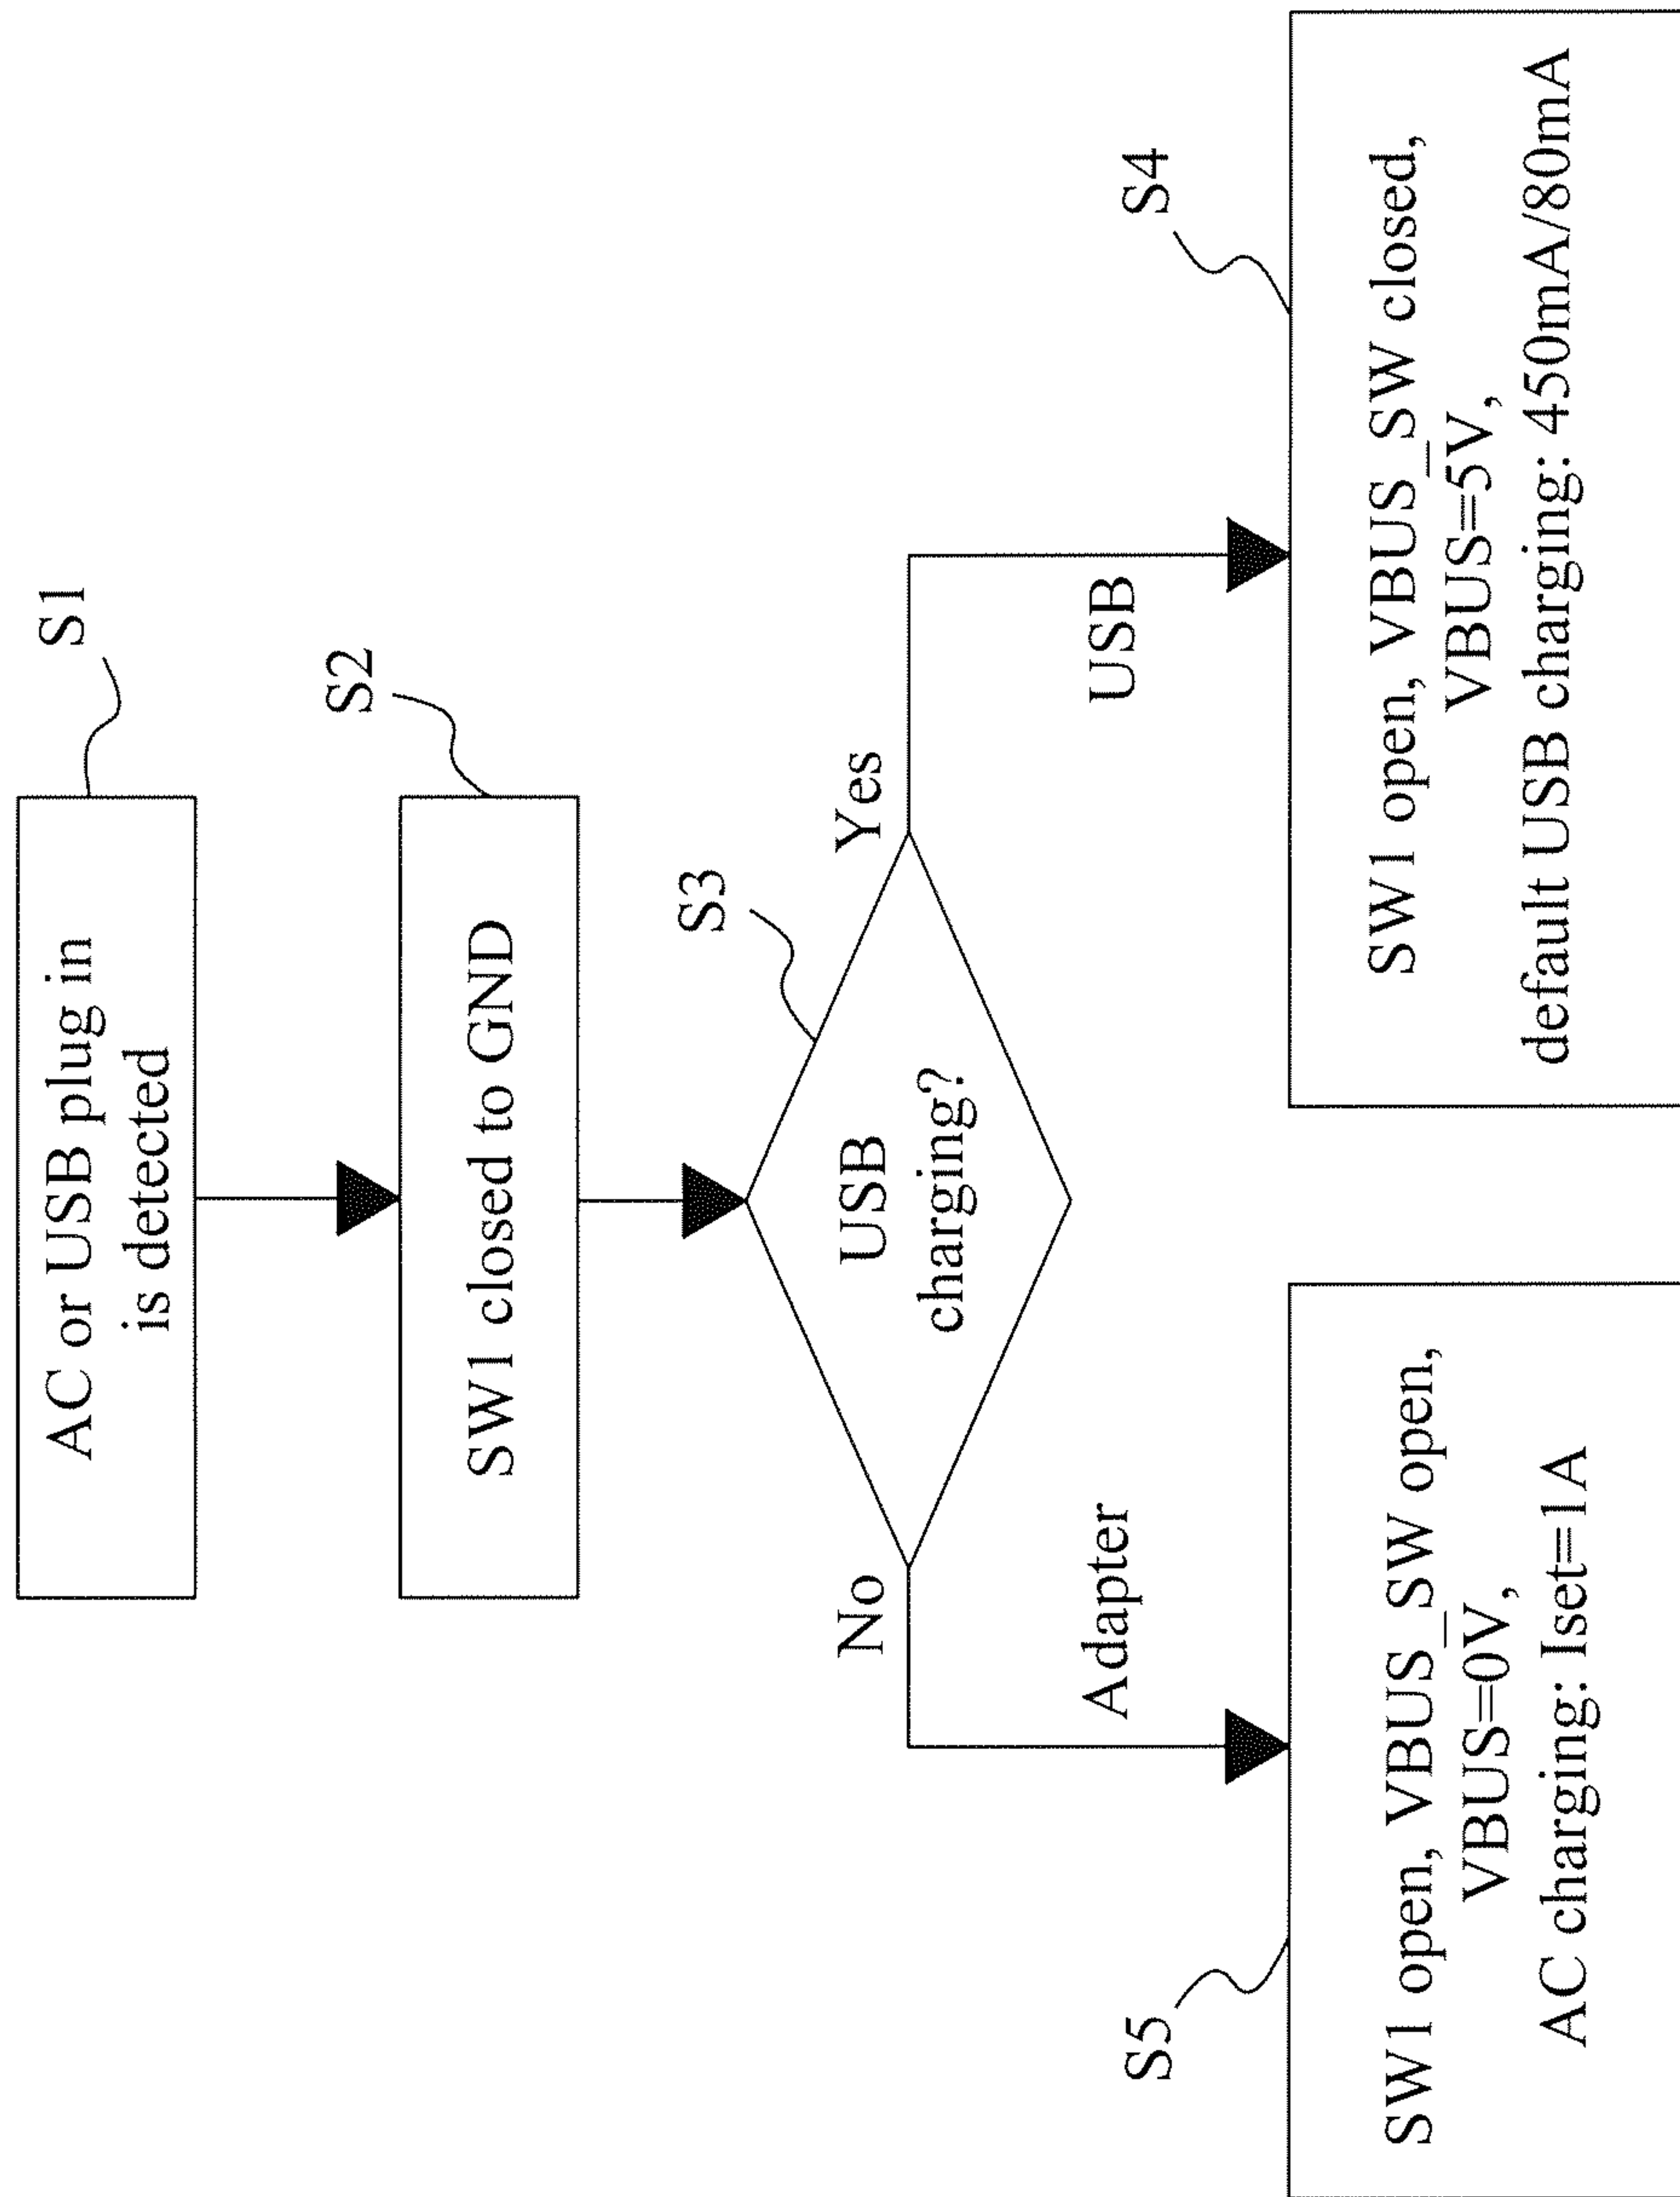 S1
AC or USB plug in
is detected
S2
SW1 closed to GND
S3
USB
charging?
No
Yes
Adapter
USB
S5
S4
SW1 open, VBUS_SW open,
VBUS=0V,
AC charging: Iset=1A
SW1 open, VBUS_SW closed,
VBUS=5V,
default USB charging: 450mA/80mA